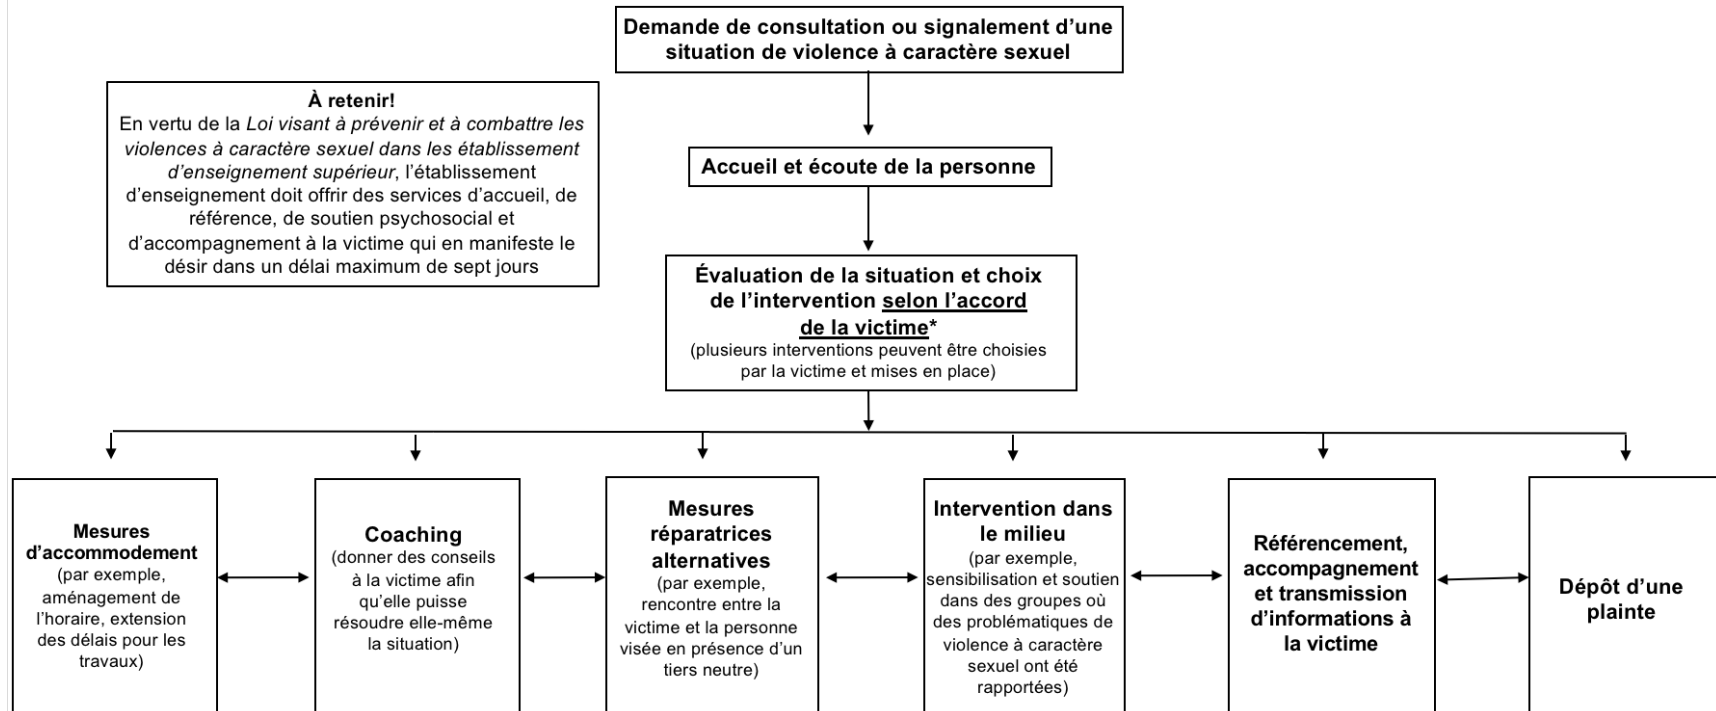 Demande de consultation ou signalement d’une
situation de violence à caractère sexuel
À retenir!
En vertu de la Loi visant à prévenir et à combattre les
violences à caractère sexuel dans les établissement
d’enseignement supérieur, l’établissement
d’enseignement doit offrir des services d’accueil, de
référence, de soutien psychosocial et
d’accompagnement à la victime qui en manifeste le
désir dans un délai maximum de sept jours
Accueil et écoute de la personne
Évaluation de la situation et choix
de l’intervention selon l’accord
de la victime*
(plusieurs interventions peuvent être choisies
par la victime et mises en place)
Mesures
d’accommodement
(par exemple,
aménagement de
l’horaire, extension
des délais pour les
travaux)
Coaching
(donner des conseils
à la victime afin
qu’elle puisse
résoudre elle-même
la situation)
Mesures
réparatrices
alternatives
(par exemple,
rencontre entre la
victime et la personne
visée en présence d’un
tiers neutre)
Intervention dans
le milieu
(par exemple,
sensibilisation et soutien
dans des groupes où
des problématiques de
violence à caractère
sexuel ont été
rapportées)
Référencement,
accompagnement
et transmission
d’informations à
la victime
Dépôt d’une
plainte